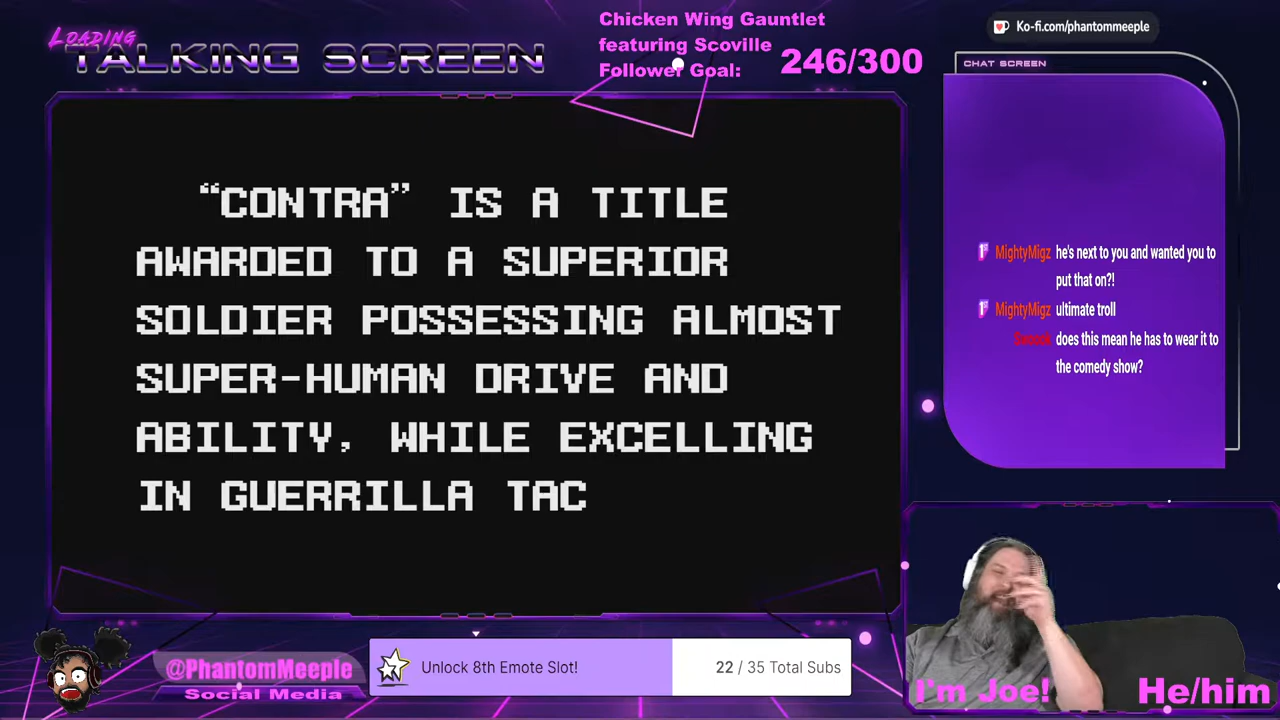 LOADING
TALKING SCREEN
Chicken Wing Gauntlet
featuring Scoville
Follower Goal:
246/300
Ko-fi.com/phantommeeple
CHAT SCREEN
“CONTRA” IS A TITLE
AWARDED TO A SUPERIOR
SOLDIER POSSESSING ALMOST
SUPER-HUMAN DRIVE AND
ABILITY, WHILE EXCELLING
IN GUERRILLA TAC
MightyMigz he's next to you and wanted you to
put that on?!
MightyMigz ultimate troll
does this mean he has to wear it to
the comedy show?
@PhantomMeeple
Social Media
7
Unlock 8th Emote Slot!
22 / 35 Total Subs
I'm Joe!
He/him